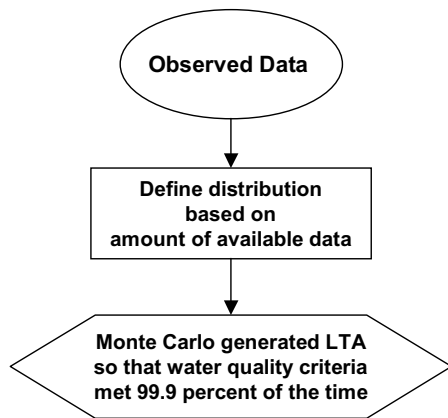 Observed Data
Define distribution
based on
amount of available data
Monte Carlo generated LTA
so that water quality criteria
met 99.9 percent of the time